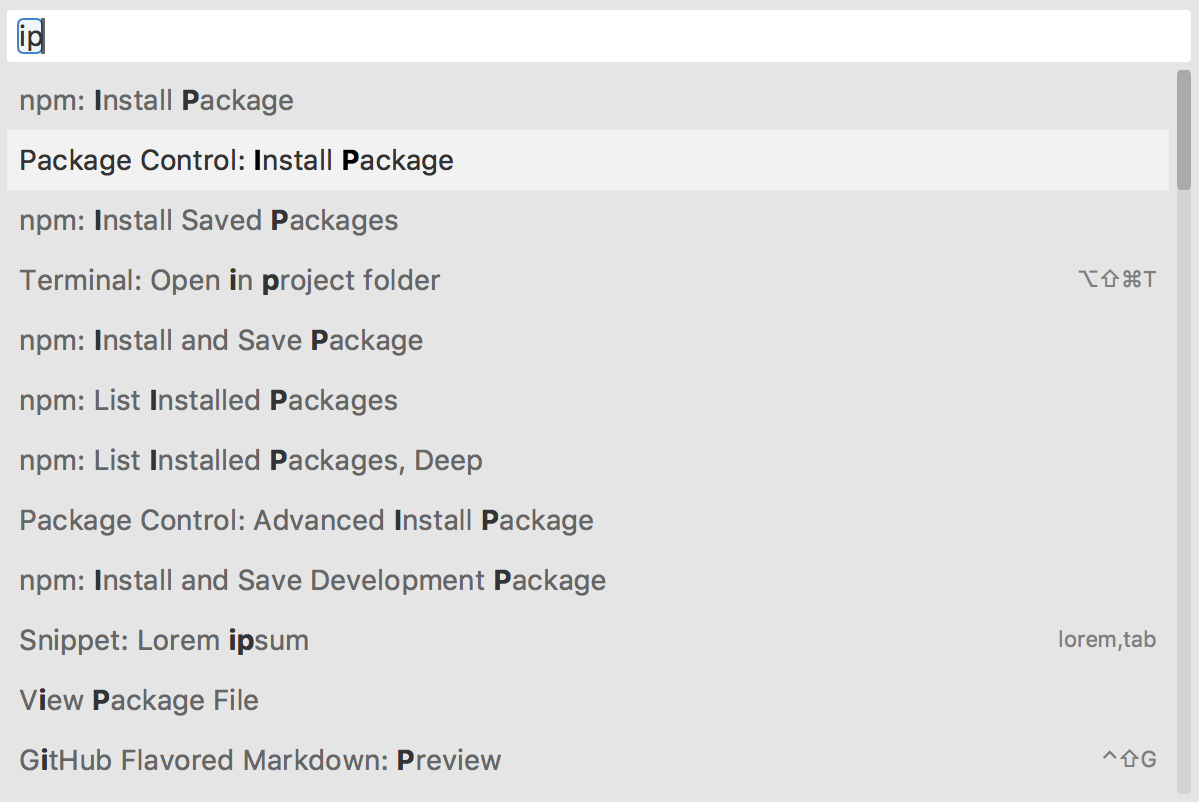 ip
npm: Install Package
Package Control: Install Package
npm: Install Saved Packages
Terminal: Open in project folder ⌥⇧⌘T
npm: Install and Save Package
npm: List Installed Packages
npm: List Installed Packages, Deep
Package Control: Advanced Install Package
npm: Install and Save Development Package
Snippet: Lorem ipsum lorem,tab
View Package File
GitHub Flavored Markdown: Preview ^⇧G